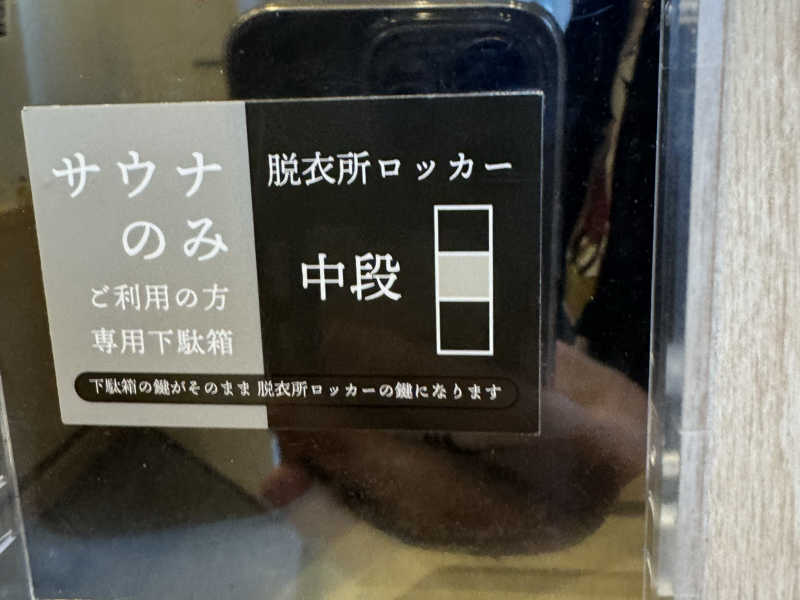 サウナ
のみ
ご利用の方
専用下駄箱
脱衣所ロッカー
中段
下駄箱の鍵がそのまま 脱衣所ロッカーの鍵になります